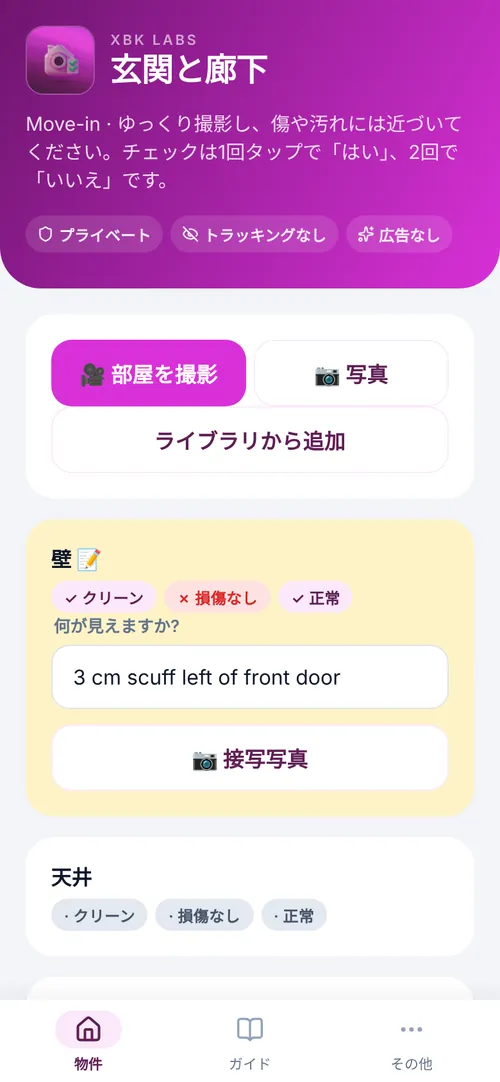 XBK LABS
玄関と廊下
Move-in · ゆっくり撮影し、傷や汚れには近づいて
ください。チェックは1回タップで「はい」、2回で
「いいえ」です。
プライベート トラッキングなし 広告なし
🎥 部屋を撮影 📷 写真
ライブラリから追加
壁 📝
✓ クリーン × 損傷なし ✓ 正常
何が見えますか?
3 cm scuff left of front door
📷 接写写真
天井
· クリーン · 損傷なし · 正常
物件 ガイド その他